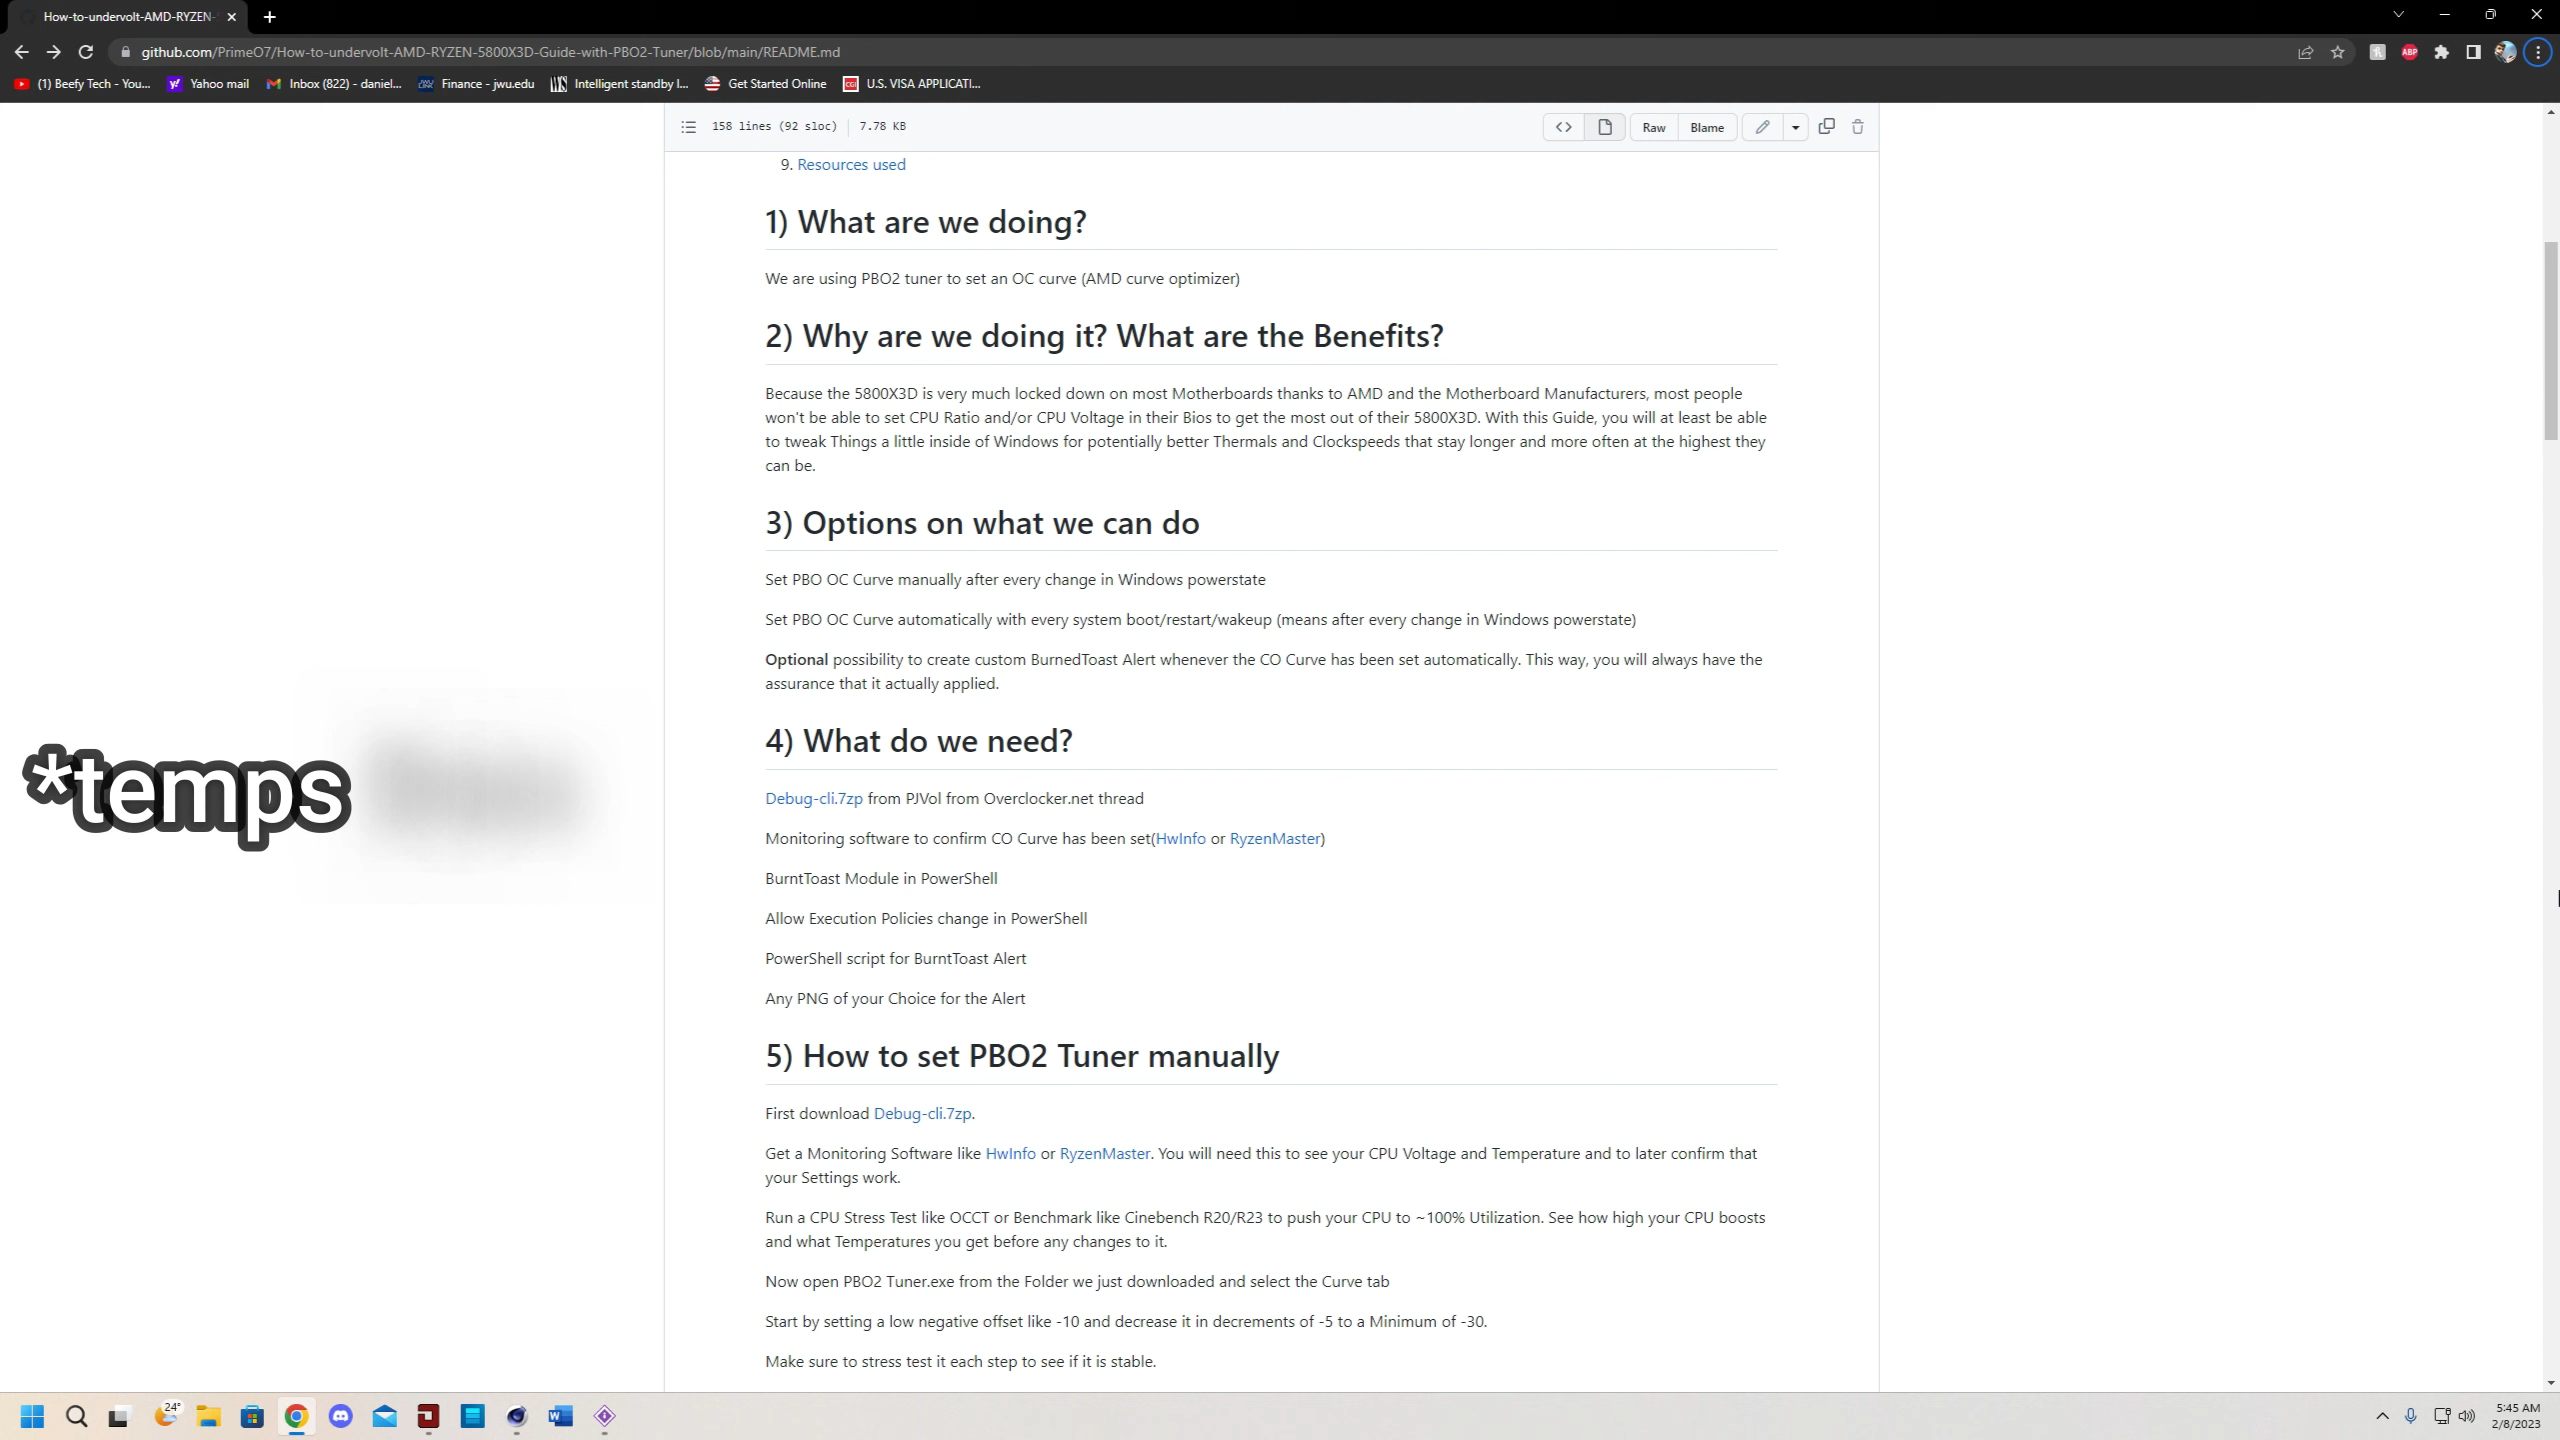 How-to-undervolt-AMD-RYZEN-
github.com/PrimeO7/How-to-undervolt-AMD-RYZEN-5800X3D-Guide-with-PBO2-Tuner/blob/main/README.md
ABP
(1) Beefy Tech - You...
Yahoo mail
Inbox (822) - daniel...
Finance - jwu.edu
Intelligent standby l...
Get Started Online
U.S. VISA APPLICATI...
158 lines (92 sloc)
7.78 KB
Raw
Blame
9. Resources used
1) What are we doing?
We are using PBO2 tuner to set an OC curve (AMD curve optimizer)
2) Why are we doing it? What are the Benefits?
Because the 5800X3D is very much locked down on most Motherboards thanks to AMD and the Motherboard Manufacturers, most people
won't be able to set CPU Ratio and/or CPU Voltage in their Bios to get the most out of their 5800X3D. With this Guide, you will at least be able
to tweak Things a little inside of Windows for potentially better Thermals and Clockspeeds that stay longer and more often at the highest they
can be.
3) Options on what we can do
Set PBO OC Curve manually after every change in Windows powerstate
Set PBO OC Curve automatically with every system boot/restart/wakeup (means after every change in Windows powerstate)
Optional possibility to create custom BurnedToast Alert whenever the CO Curve has been set automatically. This way, you will always have the
assurance that it actually applied.
4) What do we need?
*temps
Debug-cli.7zp from PJVol from Overclocker.net thread
Monitoring software to confirm CO Curve has been set(HwInfo or RyzenMaster)
BurntToast Module in PowerShell
Allow Execution Policies change in PowerShell
PowerShell script for BurntToast Alert
Any PNG of your Choice for the Alert
5) How to set PBO2 Tuner manually
First download Debug-cli.7zp.
Get a Monitoring Software like HwInfo or RyzenMaster. You will need this to see your CPU Voltage and Temperature and to later confirm that
your Settings work.
Run a CPU Stress Test like OCCT or Benchmark like Cinebench R20/R23 to push your CPU to ~100% Utilization. See how high your CPU boosts
and what Temperatures you get before any changes to it.
Now open PBO2 Tuner.exe from the Folder we just downloaded and select the Curve tab
Start by setting a low negative offset like -10 and decrease it in decrements of -5 to a Minimum of -30.
Make sure to stress test it each step to see if it is stable.
24°
5:45 AM
2/8/2023